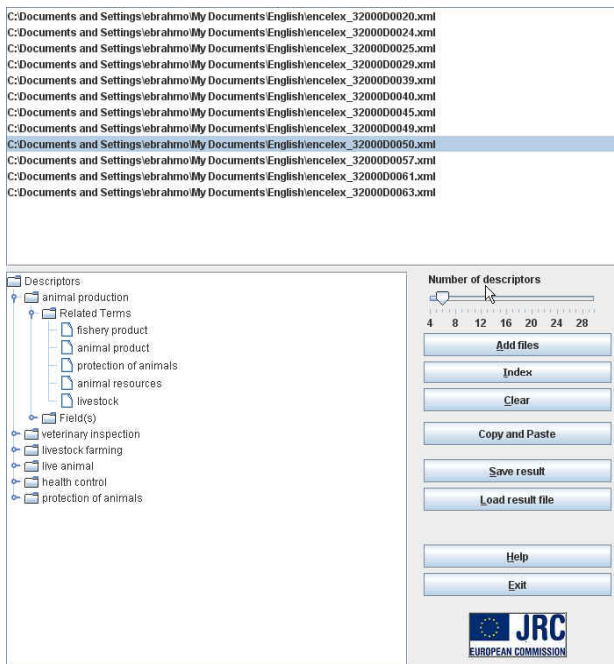 C:\Documents and Settings\ebrahmo\My Documents\English\encelex_32000D0020.xml
C:\Documents and Settings\ebrahmo\My Documents\English\encelex_32000D0024.xml
C:\Documents and Settings\ebrahmo\My Documents\English\encelex_32000D0025.xml
C:\Documents and Settings\ebrahmo\My Documents\English\encelex_32000D0029.xml
C:\Documents and Settings\ebrahmo\My Documents\English\encelex_32000D0039.xml
C:\Documents and Settings\ebrahmo\My Documents\English\encelex_32000D0040.xml
C:\Documents and Settings\ebrahmo\My Documents\English\encelex_32000D0045.xml
C:\Documents and Settings\ebrahmo\My Documents\English\encelex_32000D0049.xml
C:\Documents and Settings\ebrahmo\My Documents\English\encelex_32000D0050.xml
C:\Documents and Settings\ebrahmo\My Documents\English\encelex_32000D0057.xml
C:\Documents and Settings\ebrahmo\My Documents\English\encelex_32000D0061.xml
C:\Documents and Settings\ebrahmo\My Documents\English\encelex_32000D0063.xml
Descriptors
animal production
Related Terms
fishery product
animal product
protection of animals
animal resources
livestock
Field(s)
veterinary inspection
livestock farming
live animal
health control
protection of animals
Number of descriptors
4 8 12 16 20 24 28
Add files
Index
Clear
Copy and Paste
Save result
Load result file
Help
Exit
JRC
EUROPEAN COMMISSION